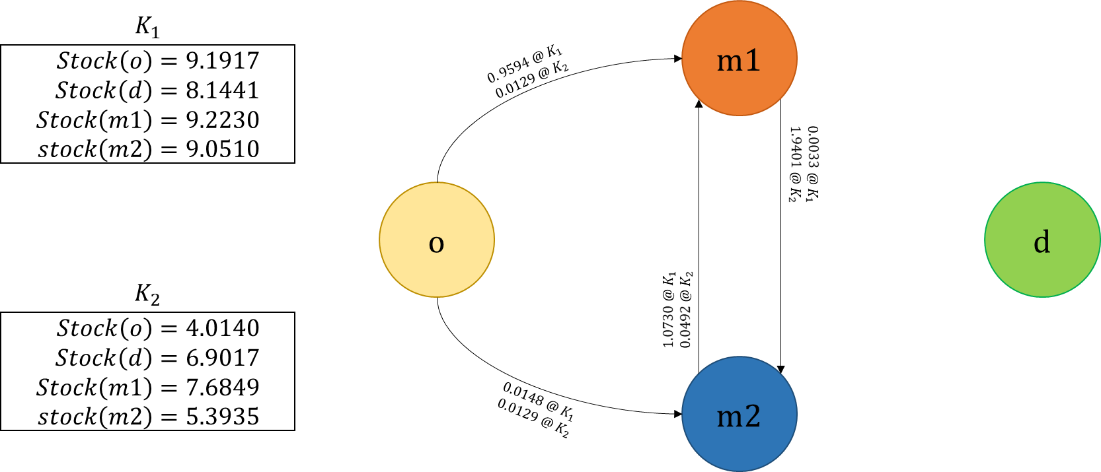 K₁
Stock(o) = 9.1917
Stock(d) = 8.1441
Stock(m1) = 9.2230
stock(m2) = 9.0510
K₂
Stock(o) = 4.0140
Stock(d) = 6.9017
Stock(m1) = 7.6849
stock(m2) = 5.3935
0.9594 @ K₁
0.0129 @ K₂
m1
0.0033 @ K₁
1.9401 @ K₂
o
d
1.0730 @ K₁
0.0492 @ K₂
0.0148 @ K₁
0.0129 @ K₂
m2